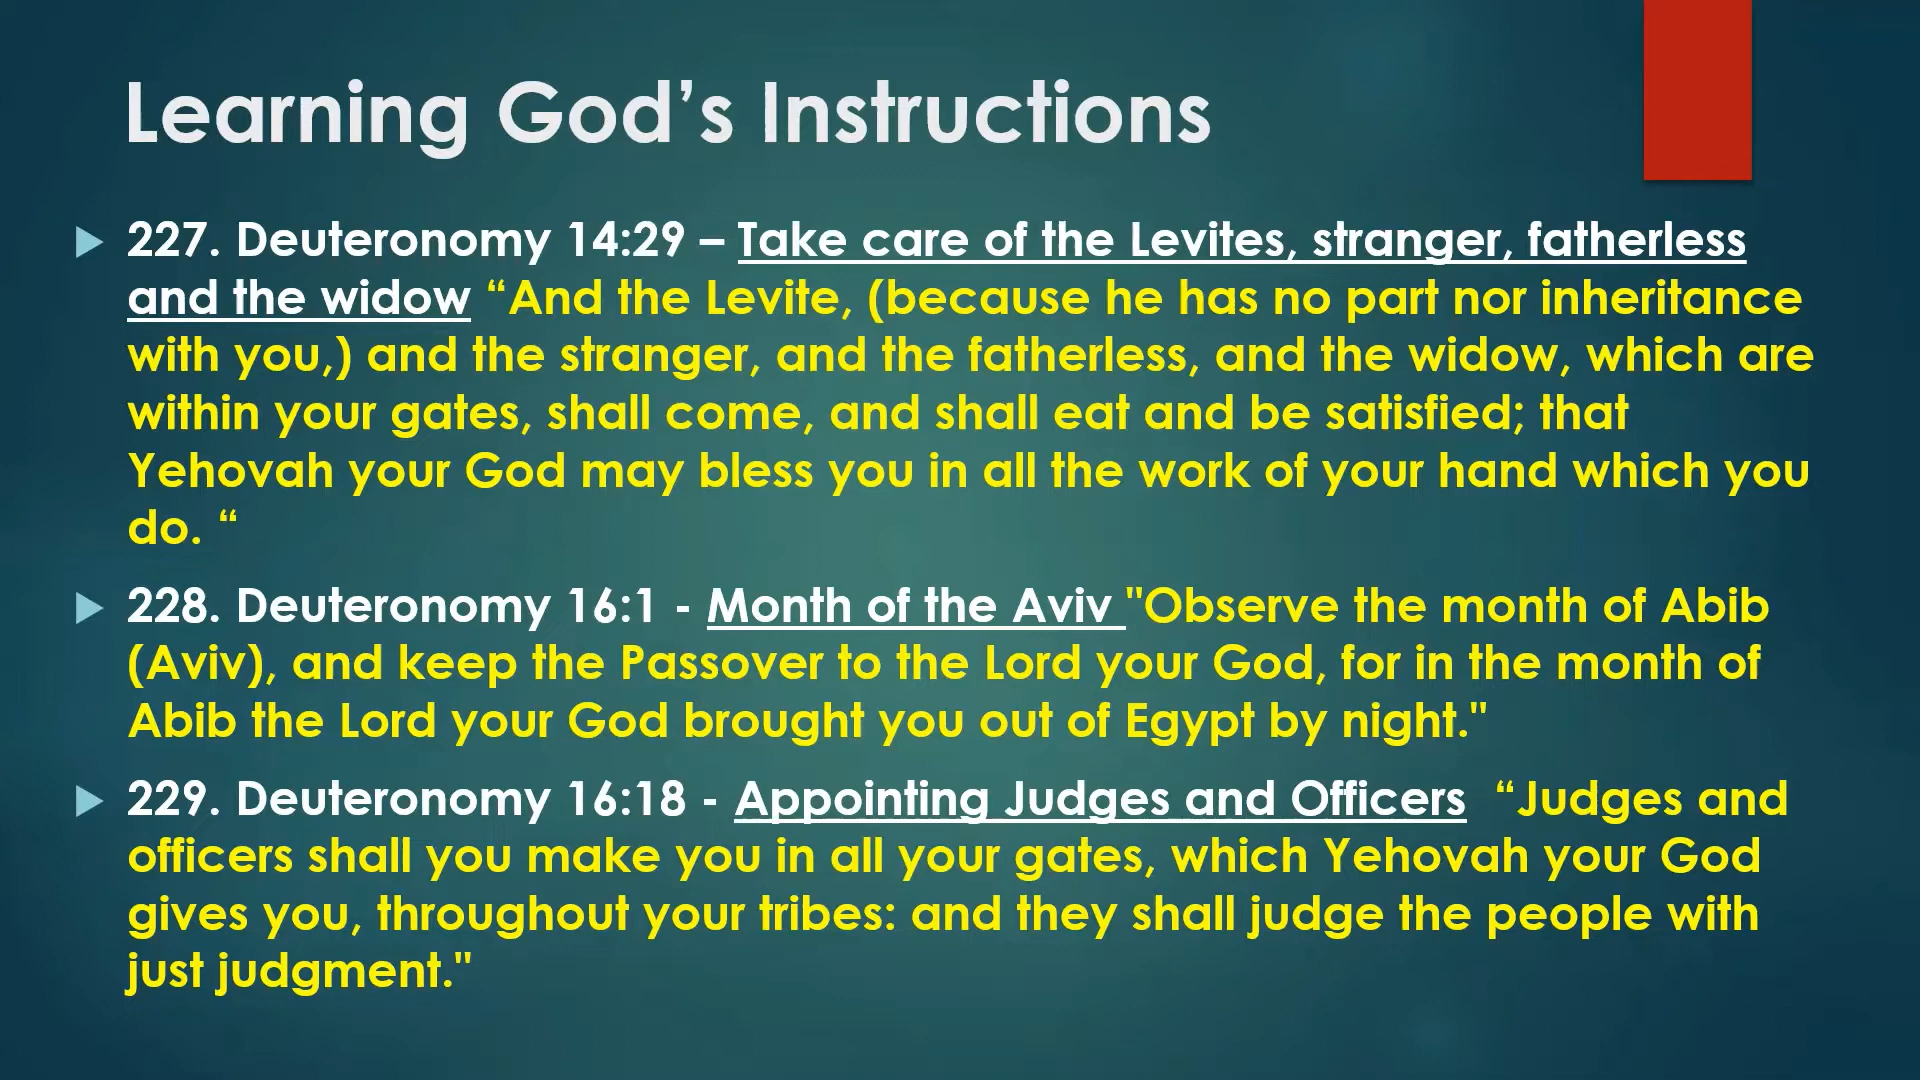 Learning God’s Instructions
227. Deuteronomy 14:29 – Take care of the Levites, stranger, fatherless
and the widow “And the Levite, (because he has no part nor inheritance
with you,) and the stranger, and the fatherless, and the widow, which are
within your gates, shall come, and shall eat and be satisfied; that
Yehovah your God may bless you in all the work of your hand which you
do. “
228. Deuteronomy 16:1 - Month of the Aviv "Observe the month of Abib
(Aviv), and keep the Passover to the Lord your God, for in the month of
Abib the Lord your God brought you out of Egypt by night."
229. Deuteronomy 16:18 - Appointing Judges and Officers “Judges and
officers shall you make you in all your gates, which Yehovah your God
gives you, throughout your tribes: and they shall judge the people with
just judgment."